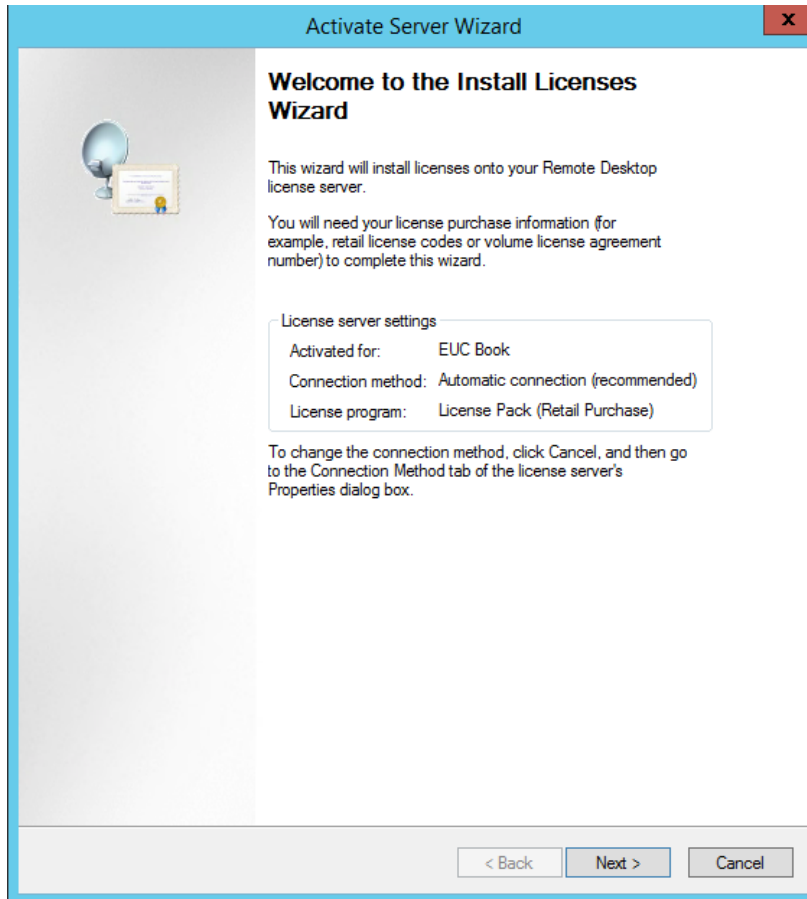 Activate Server Wizard
x
Welcome to the Install Licenses
Wizard
This wizard will install licenses onto your Remote Desktop
license server.
You will need your license purchase information (for
example, retail license codes or volume license agreement
number) to complete this wizard.
License server settings
Activated for: EUC Book
Connection method: Automatic connection (recommended)
License program: License Pack (Retail Purchase)
To change the connection method, click Cancel, and then go
to the Connection Method tab of the license server's
Properties dialog box.
< Back Next > Cancel